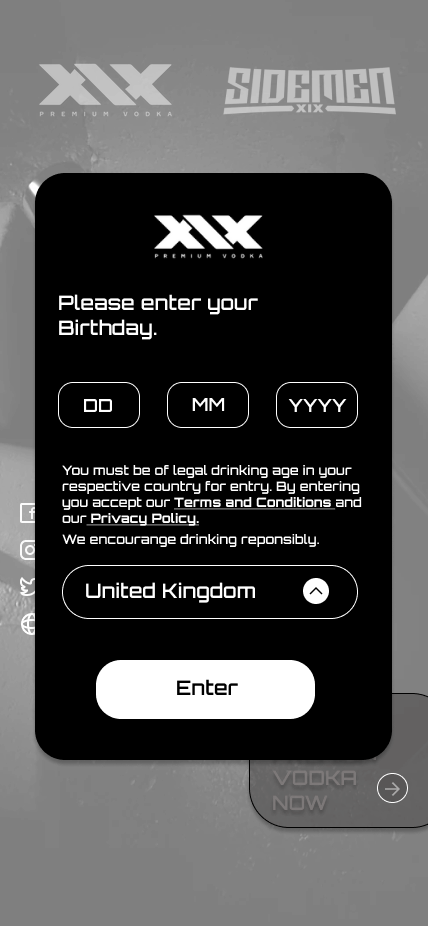 XIX
PREMIUM VODKA
SIDEMEN
XIX
XIX
PREMIUM VODKA
Please enter your
Birthday.
DD
MM
YYYY
You must be of legal drinking age in your
respective country for entry. By entering
you accept our Terms and Conditions and
our Privacy Policy.
We encourange drinking reponsibly.
United Kingdom
Enter
VODKA
NOW